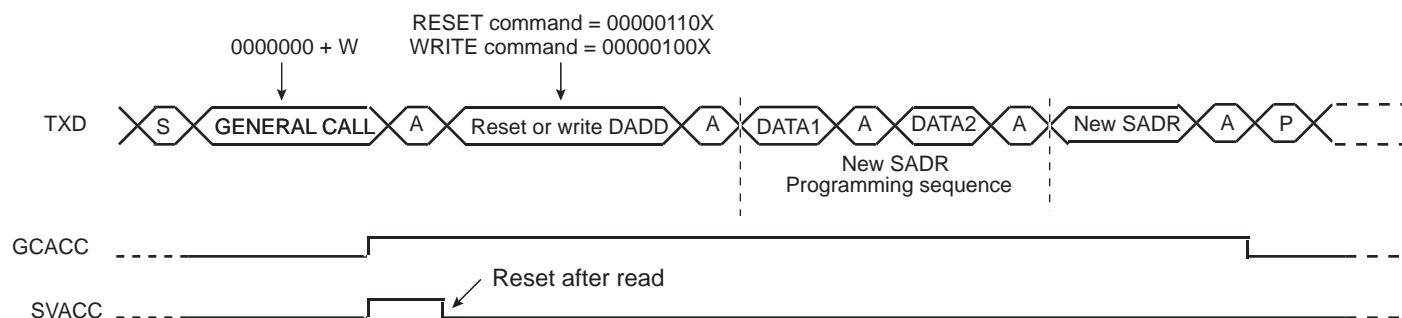 RESET command = 00000110X
0000000 + W
WRITE command = 00000100X
TXD
S
GENERAL CALL
A
Reset or write DADD
A
DATA1
A
DATA2
A
New SADR
A
P
New SADR
Programming sequence
GCACC
Reset after read
SVACC